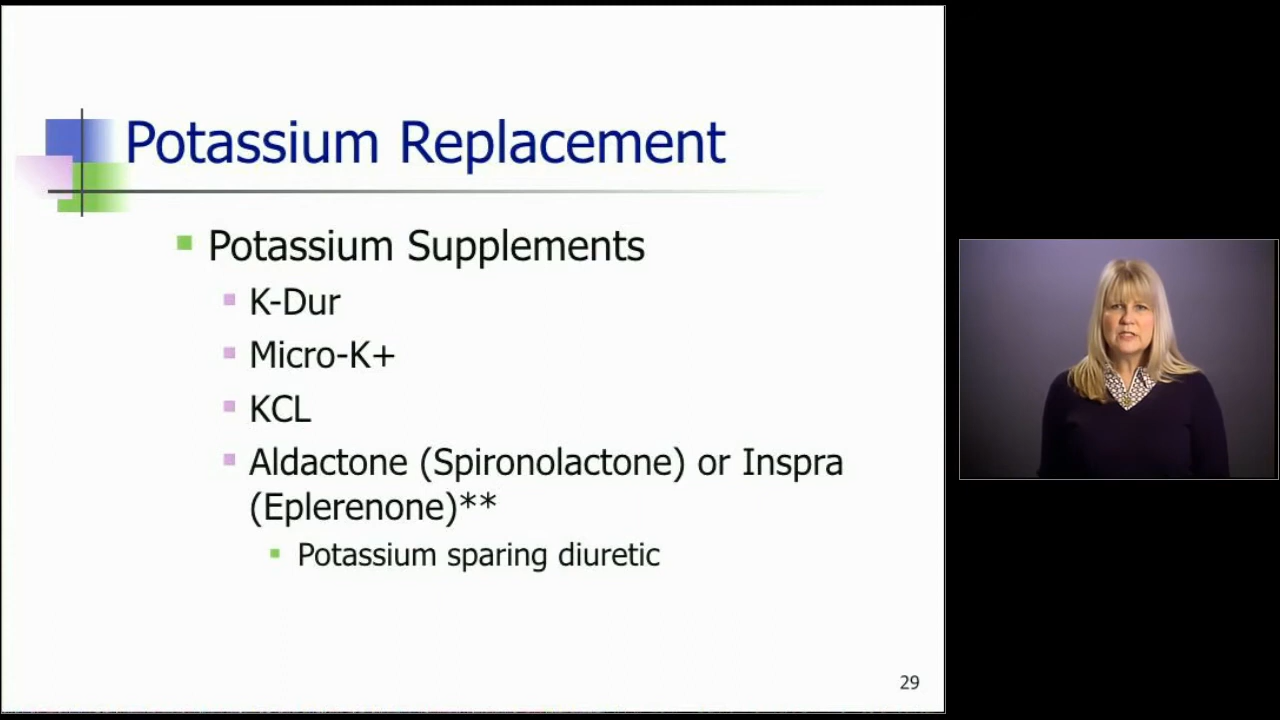 Potassium Replacement
Potassium Supplements
K-Dur
Micro-K+
KCL
Aldactone (Spironolactone) or Inspra
(Eplerenone)**
Potassium sparing diuretic
29